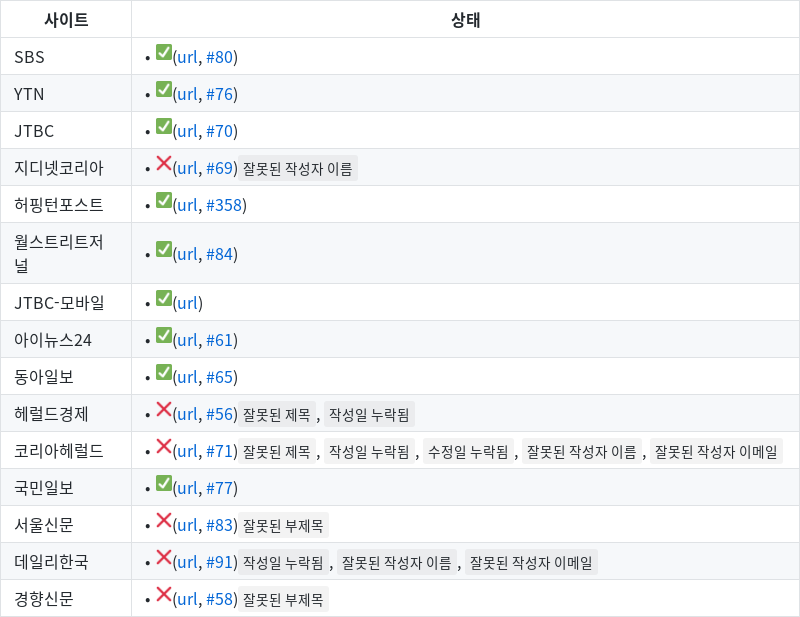 사이트 상태
SBS • ✅(url, #80)
YTN • ✅(url, #76)
JTBC • ✅(url, #70)
지디넷코리아 • ❌(url, #69) 잘못된 작성자 이름
허핑턴포스트 • ✅(url, #358)
월스트리트저
널 • ✅(url, #84)
JTBC-모바일 • ✅(url)
아이뉴스24 • ✅(url, #61)
동아일보 • ✅(url, #65)
헤럴드경제 • ❌(url, #56) 잘못된 제목 , 작성일 누락됨
코리아헤럴드 • ❌(url, #71) 잘못된 제목 , 작성일 누락됨 , 수정일 누락됨 , 잘못된 작성자 이름 , 잘못된 작성자 이메일
국민일보 • ✅(url, #77)
서울신문 • ❌(url, #83) 잘못된 부제목
데일리한국 • ❌(url, #91) 작성일 누락됨 , 잘못된 작성자 이름 , 잘못된 작성자 이메일
경향신문 • ❌(url, #58) 잘못된 부제목